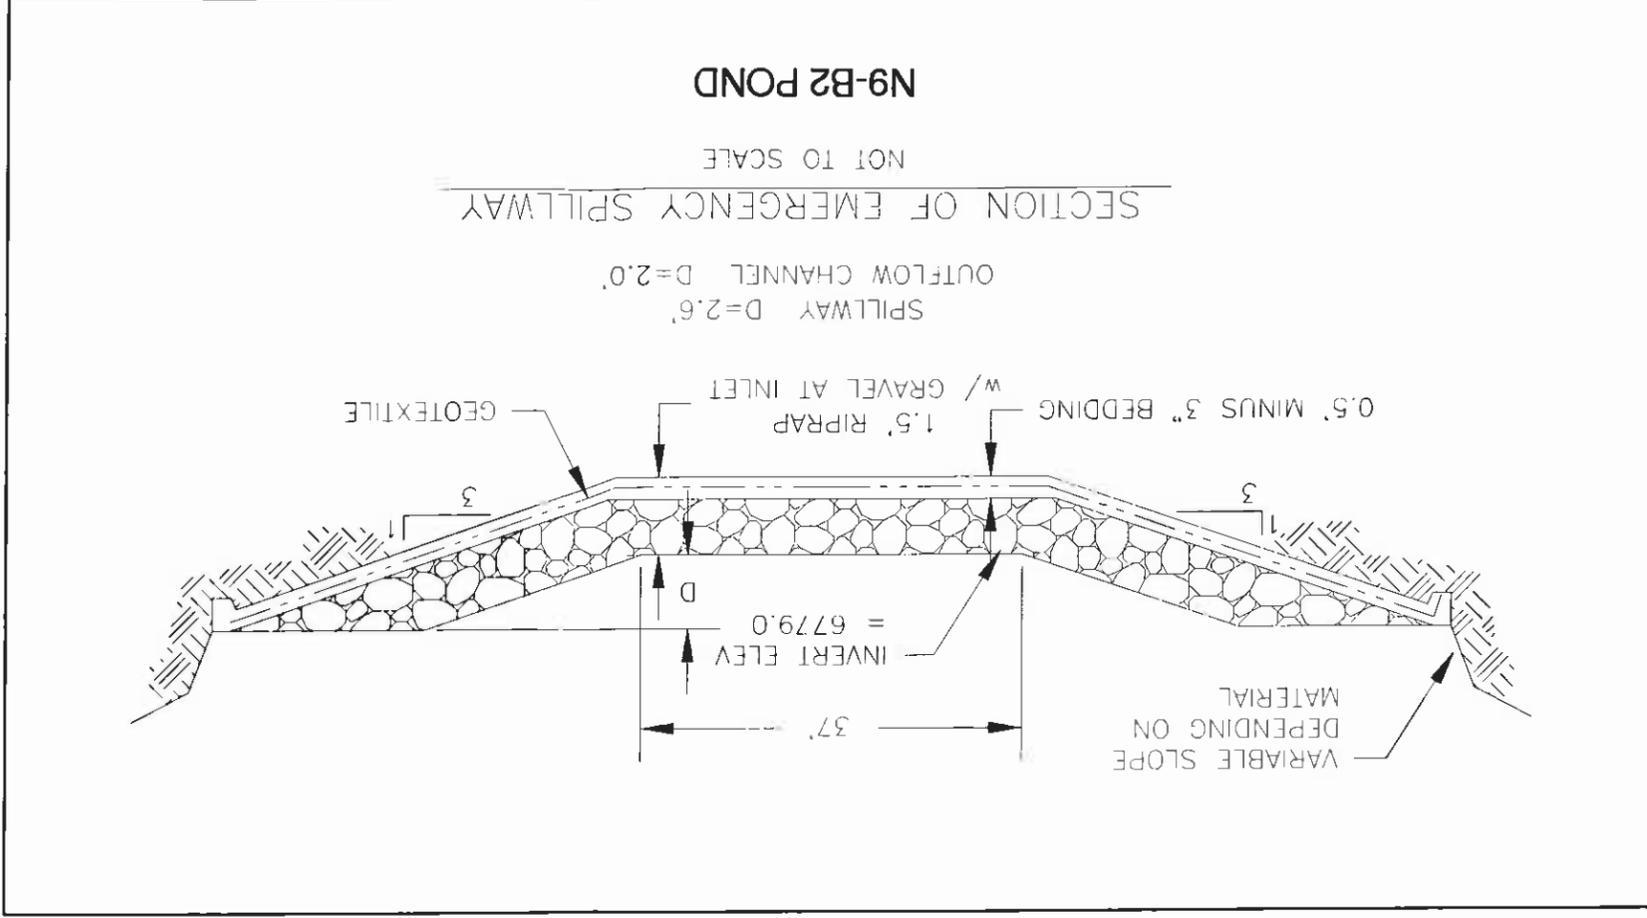 VARIABLE SLOPE
DEPENDING ON
MATERIAL
37'
INVERT ELEV
= 6779.0
D
1
3
1
3
0.5' MINUS 3" BEDDING
1.5' RIPRAP
W/ GRAVEL AT INLET
GEOTEXTILE
SPILLWAY D=2.6'
OUTFLOW CHANNEL D=2.0'
SECTION OF EMERGENCY SPILLWAY
NOT TO SCALE
N9-B2 POND